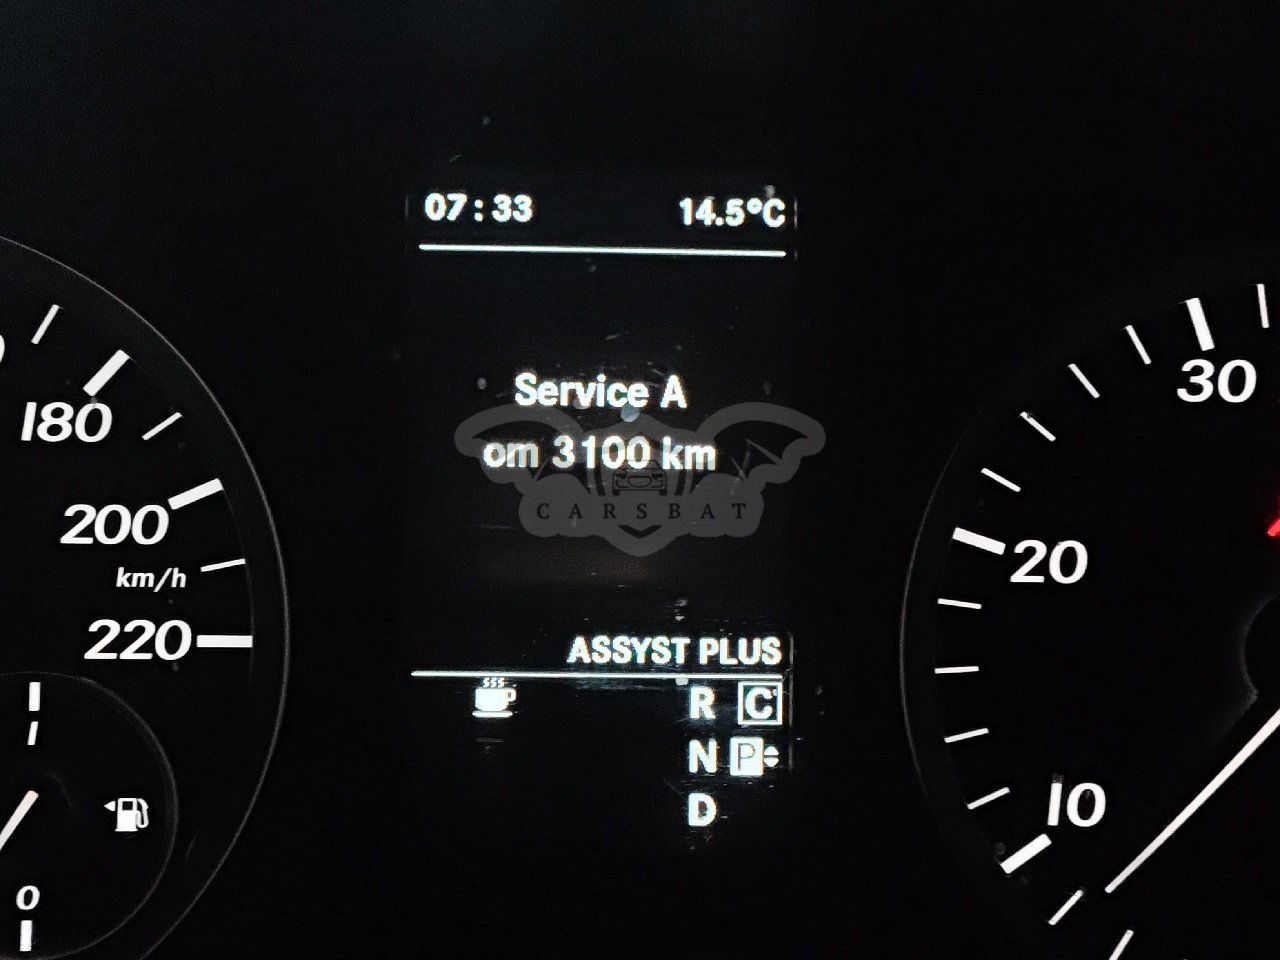 07:33 14.5°C
Service A
om 3100 km
CARSBAT
ASSYST PLUS
R C
N P
D
180
200
km/h
220
1
0
30
20
10